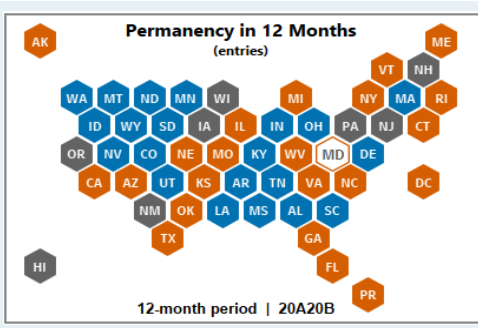 Permanency in 12 Months
(entries)
AK ME
VT NH
WA MT ND MN WI MI NY MA RI
ID WY SD IA IL IN OH PA NJ CT
OR NV CO NE MO KY WV MD DE
CA AZ UT KS AR TN VA NC DC
NM OK LA MS AL SC
TX GA
HI FL
PR
12-month period | 20A20B